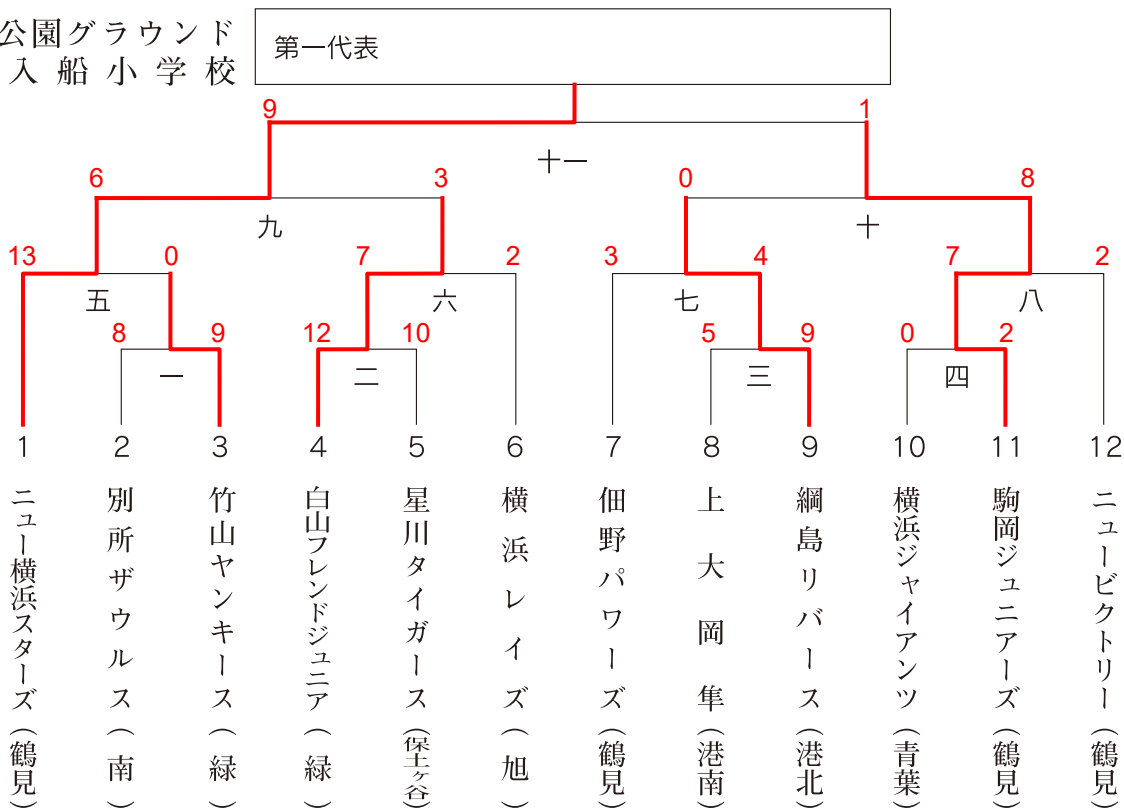 公園グラウンド
入船小学校
第一代表
9
1
十一
6
3
0
8
九
十
13
0
7
2
3
4
7
2
五
六
七
八
8
9
12
10
5
9
0
2
一
二
三
四
1
2
3
4
5
6
7
8
9
10
11
12
ニュー横浜スターズ(鶴見)
別所ザウルス(南)
竹山ヤンキース(緑)
白山フレンドジュニア(緑)
星川タイガース(保土ヶ谷)
横浜レイズ(旭)
佃野パワーズ(鶴見)
上大岡隼(港南)
綱島リバース(港北)
横浜ジャイアンツ(青葉)
駒岡ジュニアーズ(鶴見)
ニュービクトリー(鶴見)